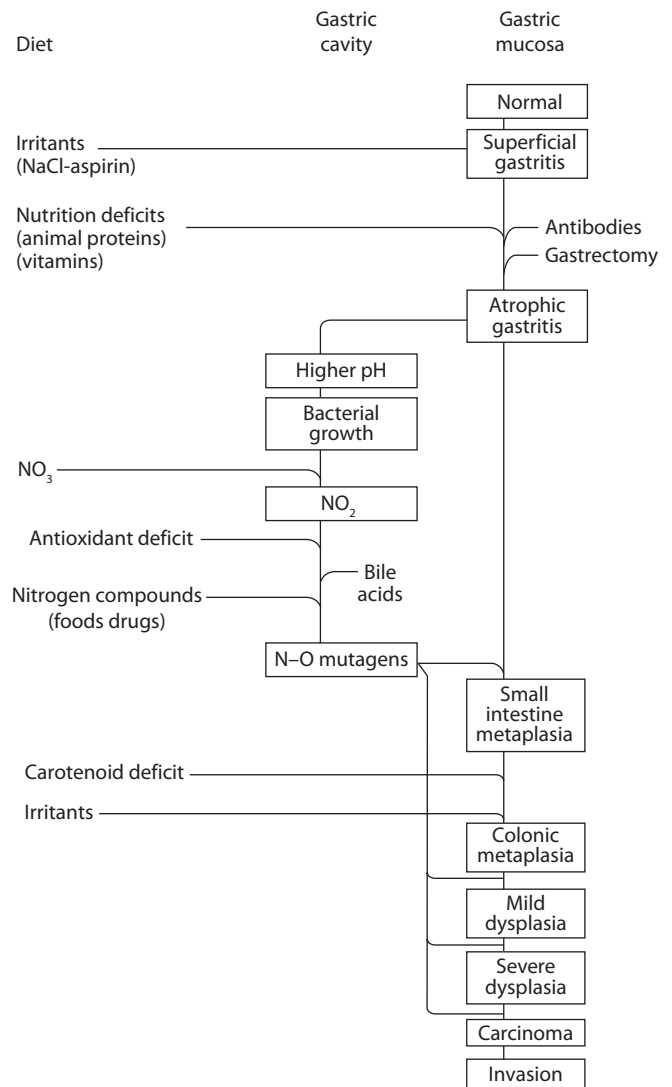 Diet
Gastric
cavity
Gastric
mucosa
Normal
Irritants
(NaCl-aspirin)
Superficial
gastritis
Nutrition deficits
(animal proteins)
(vitamins)
Antibodies
Gastrectomy
Atrophic
gastritis
Higher pH
Bacterial
growth
NO₃
NO₂
Antioxidant deficit
Bile
acids
Nitrogen compounds
(foods drugs)
N–O mutagens
Small
intestine
metaplasia
Carotenoid deficit
Irritants
Colonic
metaplasia
Mild
dysplasia
Severe
dysplasia
Carcinoma
Invasion